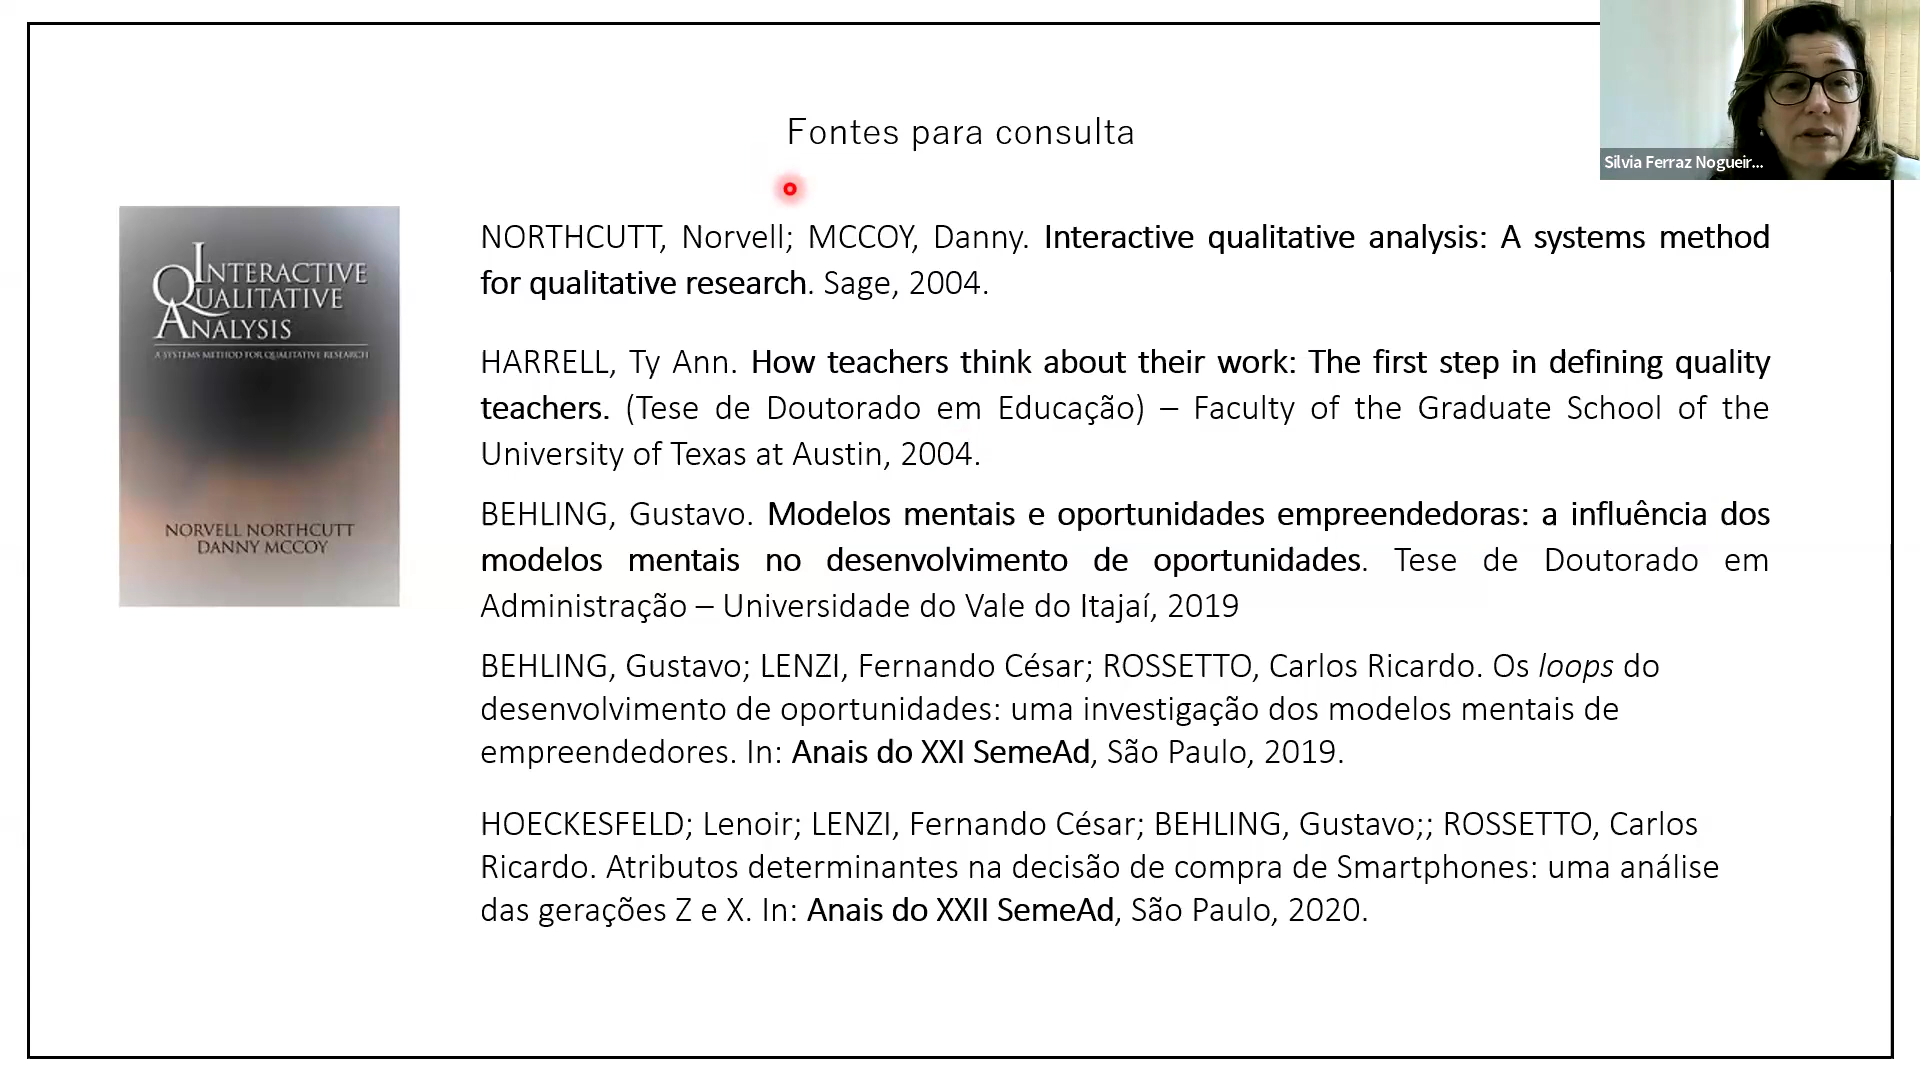 Fontes para consulta
Silvia Ferraz Nogueir...
INTERACTIVE
QUALITATIVE
ANALYSIS
A SYSTEMS METHOD FOR QUALITATIVE RESEARCH
NORVELL NORTHCUTT
DANNY MCCOY
NORTHCUTT, Norvell; MCCOY, Danny. Interactive qualitative analysis: A systems method
for qualitative research. Sage, 2004.
HARRELL, Ty Ann. How teachers think about their work: The first step in defining quality
teachers. (Tese de Doutorado em Educação) – Faculty of the Graduate School of the
University of Texas at Austin, 2004.
BEHLING, Gustavo. Modelos mentais e oportunidades empreendedoras: a influência dos
modelos mentais no desenvolvimento de oportunidades. Tese de Doutorado em
Administração – Universidade do Vale do Itajaí, 2019
BEHLING, Gustavo; LENZI, Fernando César; ROSSETTO, Carlos Ricardo. Os loops do
desenvolvimento de oportunidades: uma investigação dos modelos mentais de
empreendedores. In: Anais do XXI SemeAd, São Paulo, 2019.
HOECKESFELD; Lenoir; LENZI, Fernando César; BEHLING, Gustavo;; ROSSETTO, Carlos
Ricardo. Atributos determinantes na decisão de compra de Smartphones: uma análise
das gerações Z e X. In: Anais do XXII SemeAd, São Paulo, 2020.